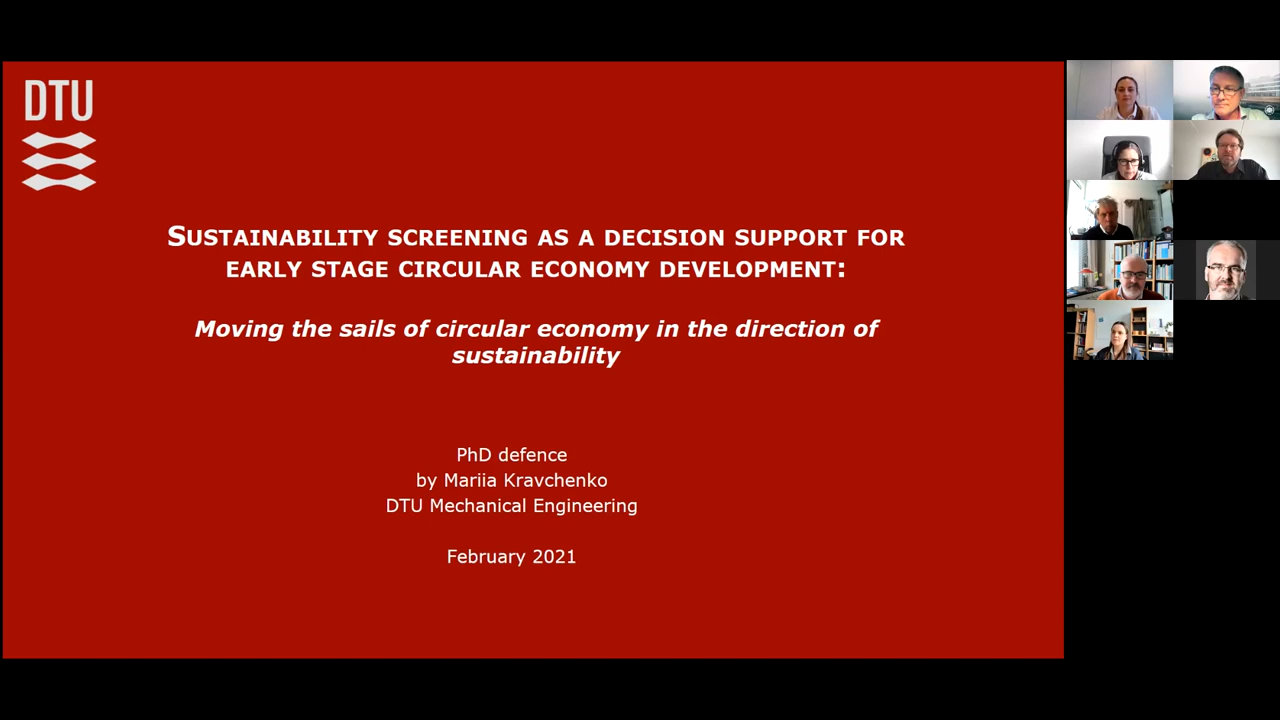 DTU
SUSTAINABILITY SCREENING AS A DECISION SUPPORT FOR
EARLY STAGE CIRCULAR ECONOMY DEVELOPMENT:
Moving the sails of circular economy in the direction of
sustainability
PhD defence
by Mariia Kravchenko
DTU Mechanical Engineering
February 2021